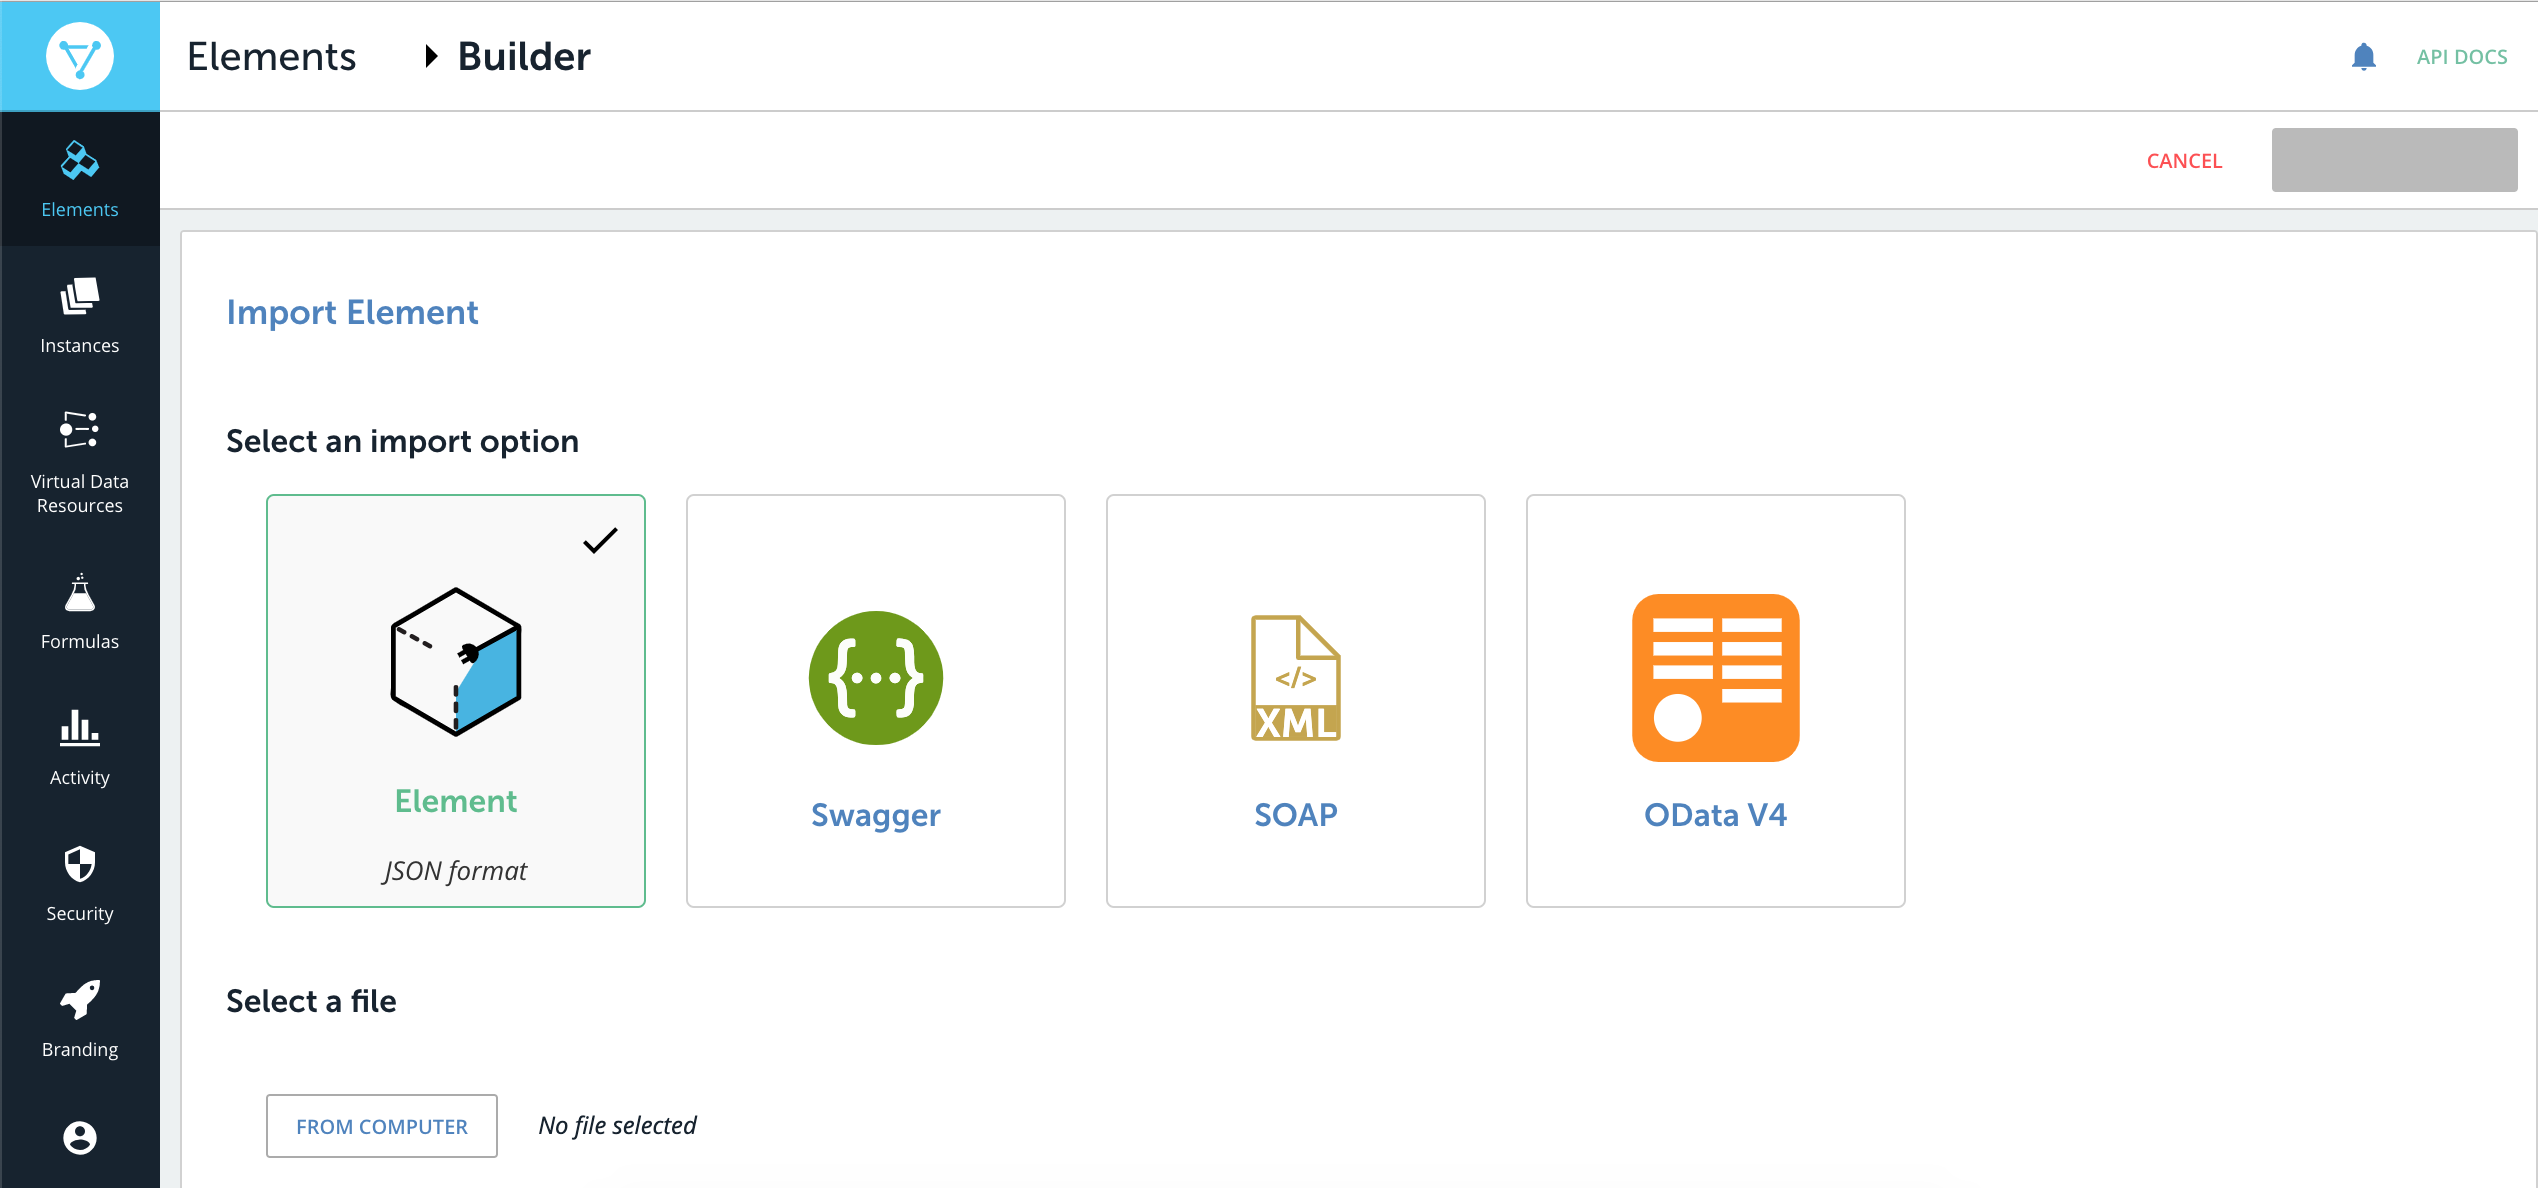 Elements
Builder
API DOCS
CANCEL
Elements
Instances
Virtual Data
Resources
Formulas
Activity
Security
Branding
Import Element
Select an import option
Element
JSON format
Swagger
</>
XML
SOAP
OData V4
Select a file
FROM COMPUTER
No file selected